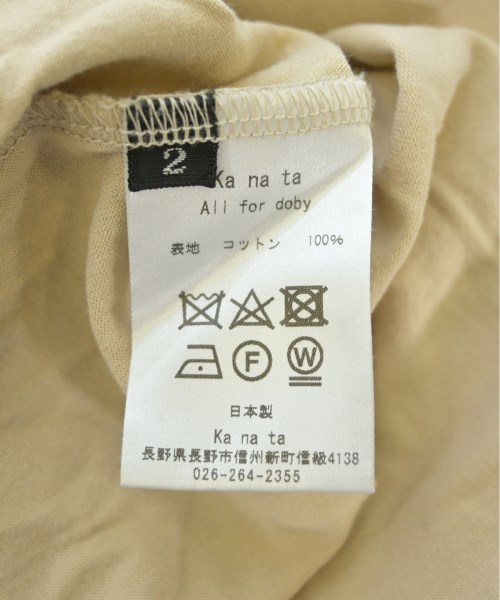 2
Ka na ta
All for doby
表地 コットン 100%
F W
日本製
Ka na ta
長野県長野市信州新町信級4138
026-264-2355